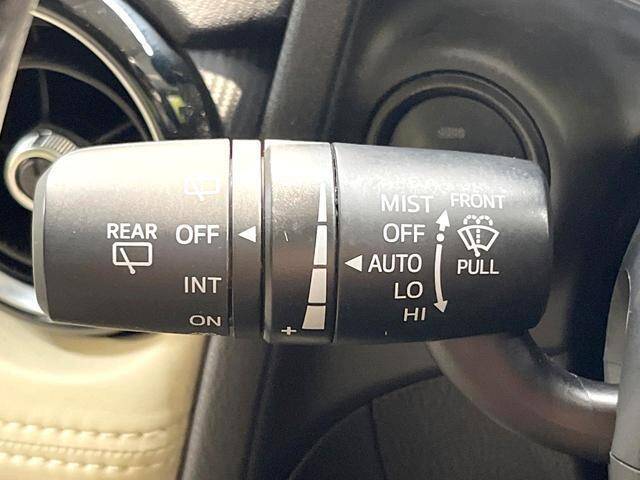 REAR
OFF
INT
ON
+
MIST
OFF
AUTO
LO
HI
FRONT
PULL